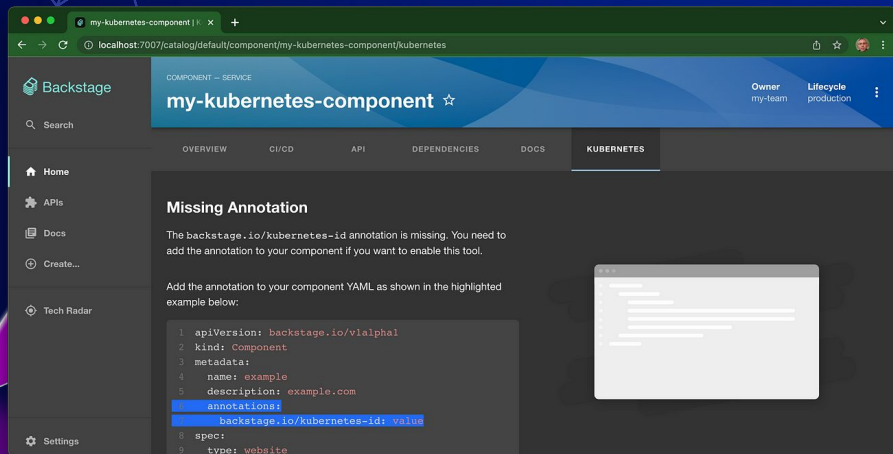 my-kubernetes-component | K
localhost:7007/catalog/default/component/my-kubernetes-component/kubernetes
Backstage
Search
Home
APIs
Docs
Create...
Tech Radar
Settings
COMPONENT — SERVICE
my-kubernetes-component
Owner
my-team
Lifecycle
production
OVERVIEW CI/CD API DEPENDENCIES DOCS KUBERNETES
Missing Annotation
The backstage.io/kubernetes-id annotation is missing. You need to
add the annotation to your component if you want to enable this tool.
Add the annotation to your component YAML as shown in the highlighted
example below:
1 apiVersion: backstage.io/v1alpha1
2 kind: Component
3 metadata:
4 name: example
5 description: example.com
annotations:
backstage.io/kubernetes-id: value
8 spec:
9 type: website